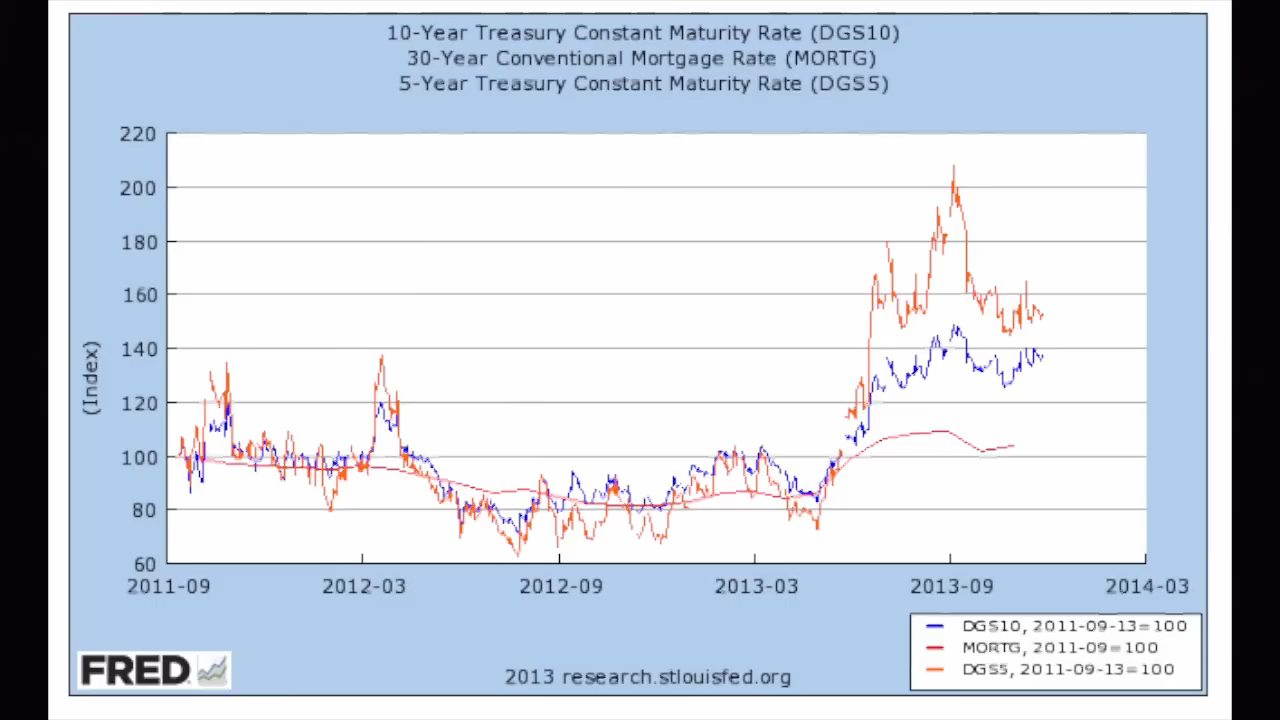 10-Year Treasury Constant Maturity Rate (DGS10)
30-Year Conventional Mortgage Rate (MORTG)
5-Year Treasury Constant Maturity Rate (DGS5)
220
200
180
160
140
120
100
80
60
(Index)
2011-09 2012-03 2012-09 2013-03 2013-09 2014-03
DGS10, 2011-09-13=100
MORTG, 2011-09=100
DGS5, 2011-09-13=100
FRED
2013 research.stlouisfed.org